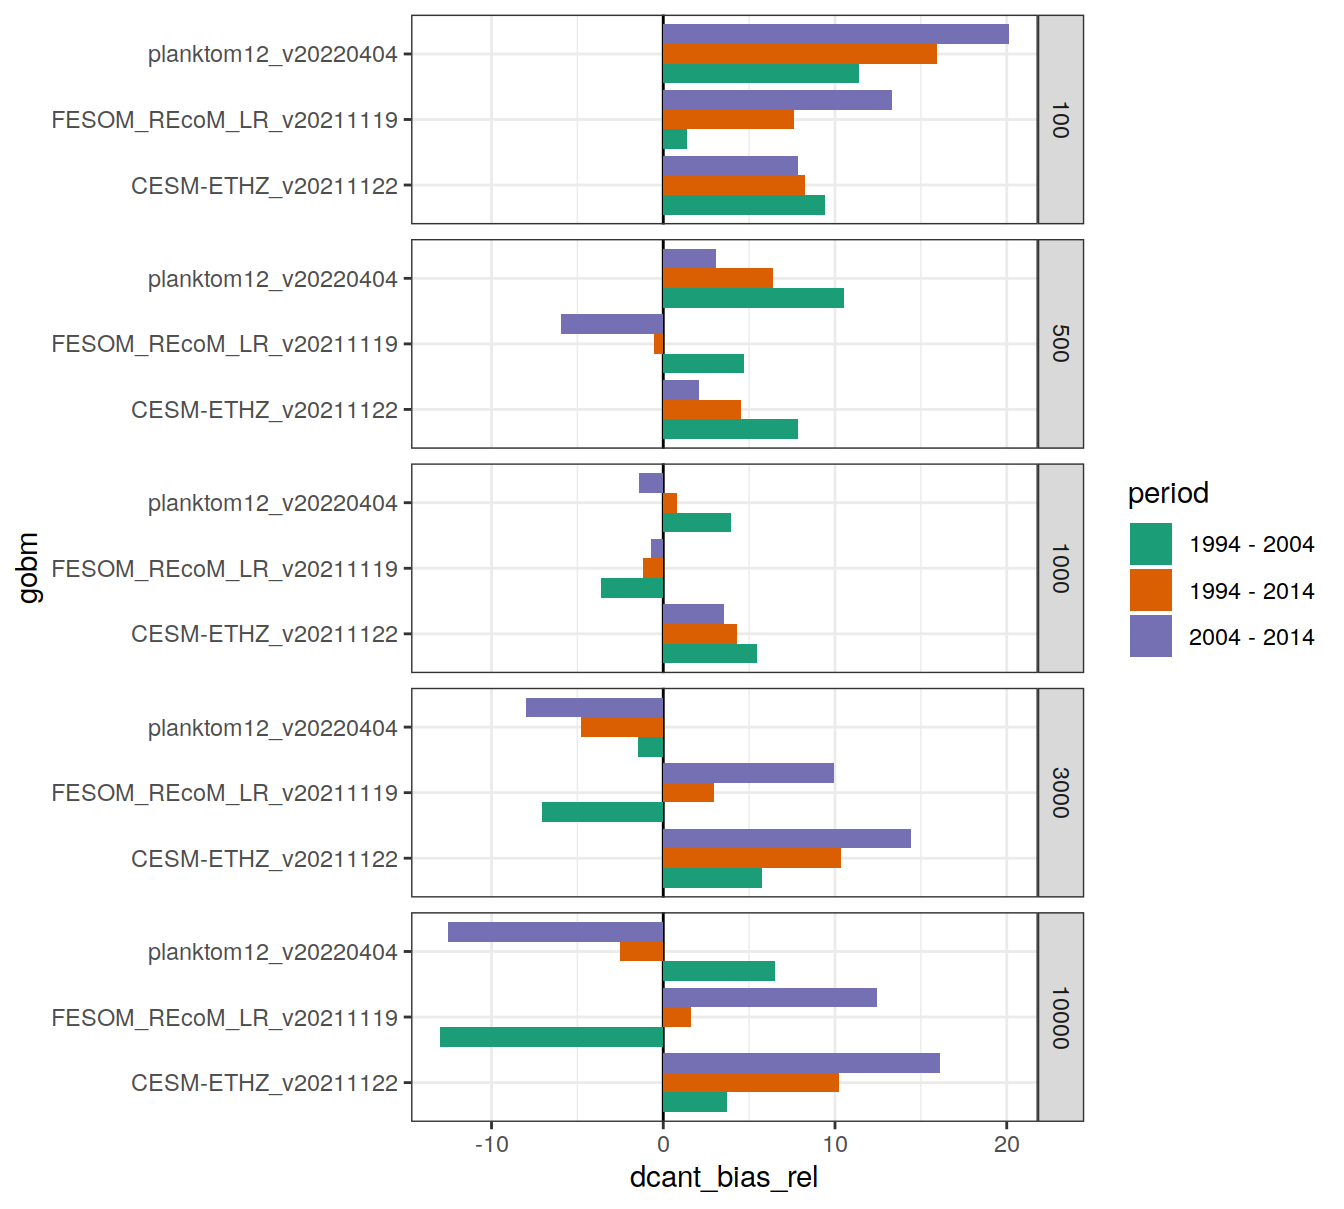 planktom12_v20220404
FESOM_REcoM_LR_v20211119
CESM-ETHZ_v20211122
100
planktom12_v20220404
FESOM_REcoM_LR_v20211119
CESM-ETHZ_v20211122
500
planktom12_v20220404
FESOM_REcoM_LR_v20211119
CESM-ETHZ_v20211122
1000
planktom12_v20220404
FESOM_REcoM_LR_v20211119
CESM-ETHZ_v20211122
3000
planktom12_v20220404
FESOM_REcoM_LR_v20211119
CESM-ETHZ_v20211122
10000
gobm
-10 0 10 20
dcant_bias_rel
period
1994 - 2004
1994 - 2014
2004 - 2014